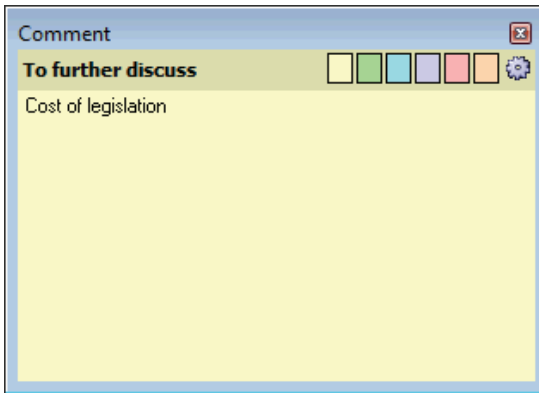 Comment
To further discuss
Cost of legislation